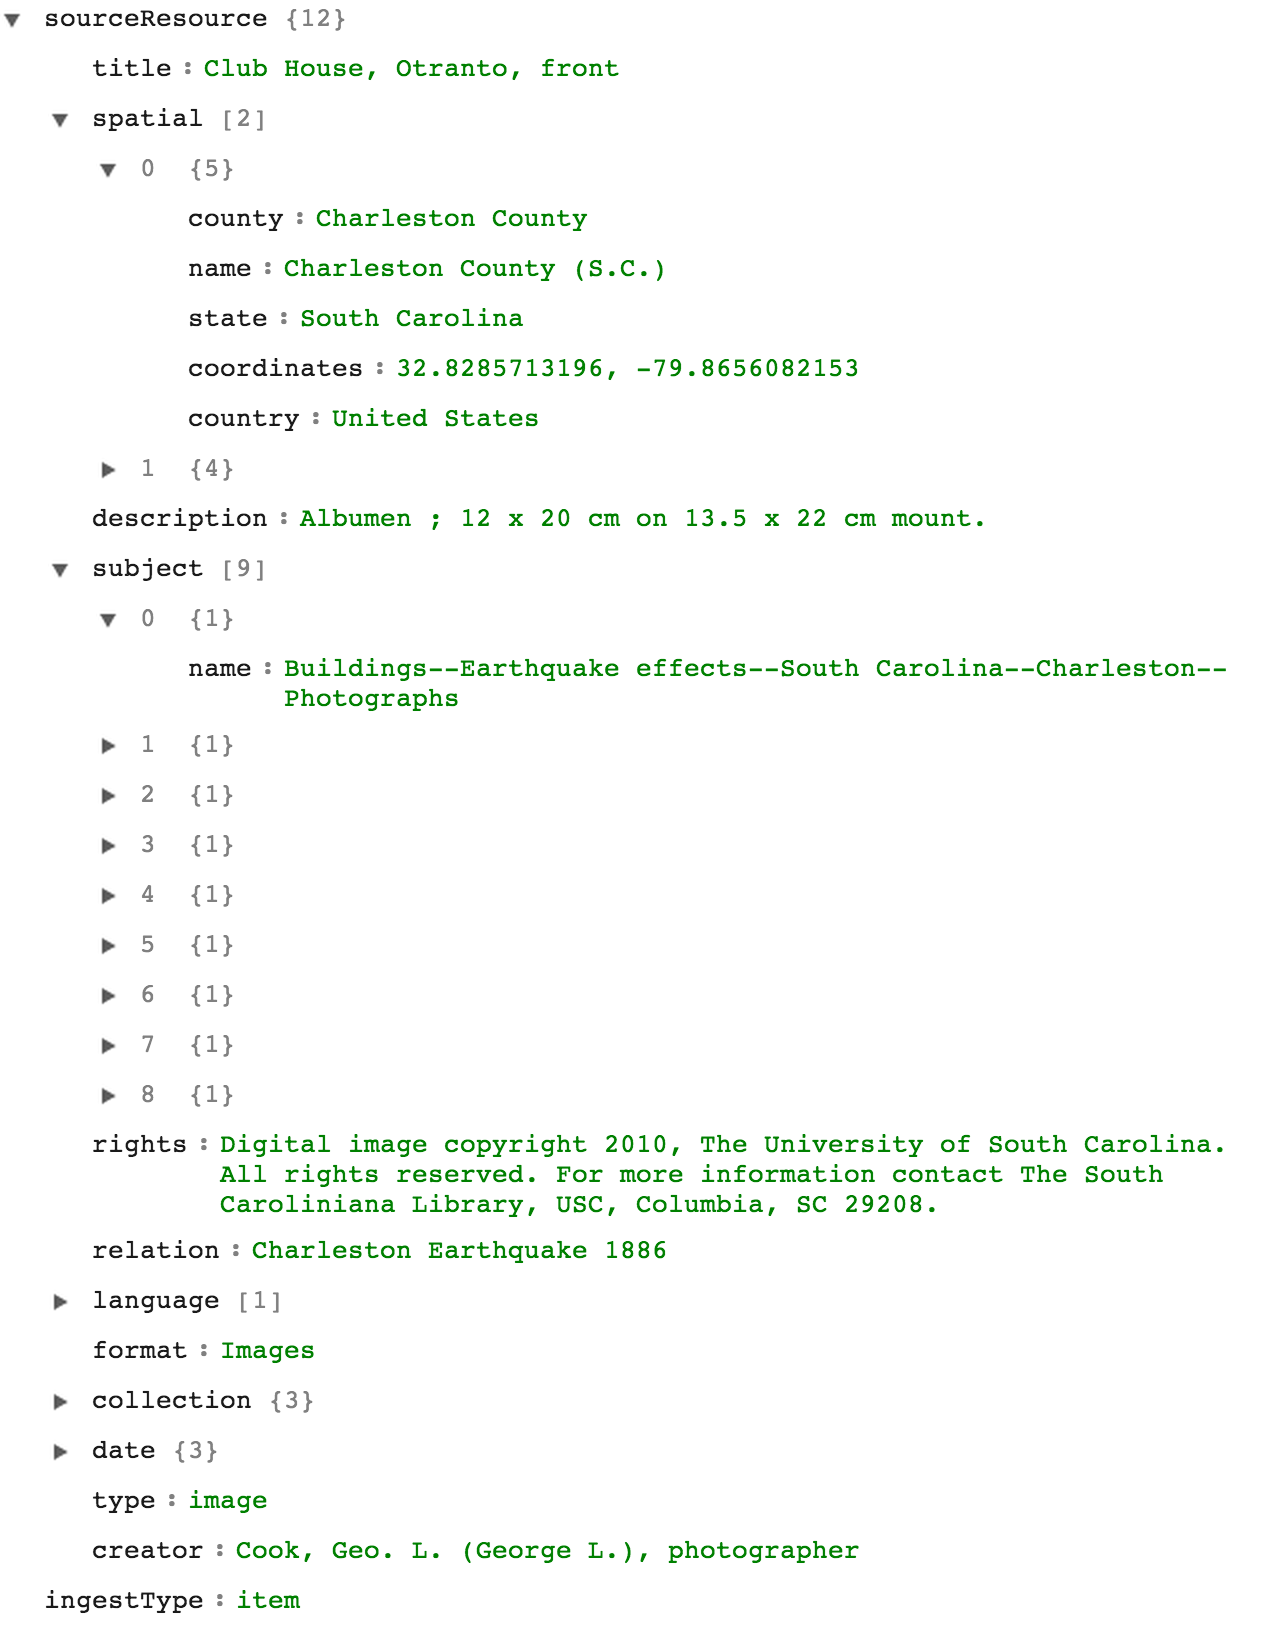 sourceResource {12}
title : Club House, Otranto, front
spatial [2]
0 {5}
county : Charleston County
name : Charleston County (S.C.)
state : South Carolina
coordinates : 32.8285713196, -79.8656082153
country : United States
1 {4}
description : Albumen ; 12 x 20 cm on 13.5 x 22 cm mount.
subject [9]
0 {1}
name : Buildings--Earthquake effects--South Carolina--Charleston--
Photographs
1 {1}
2 {1}
3 {1}
4 {1}
5 {1}
6 {1}
7 {1}
8 {1}
rights : Digital image copyright 2010, The University of South Carolina.
All rights reserved. For more information contact The South
Caroliniana Library, USC, Columbia, SC 29208.
relation : Charleston Earthquake 1886
language [1]
format : Images
collection {3}
date {3}
type : image
creator : Cook, Geo. L. (George L.), photographer
ingestType : item